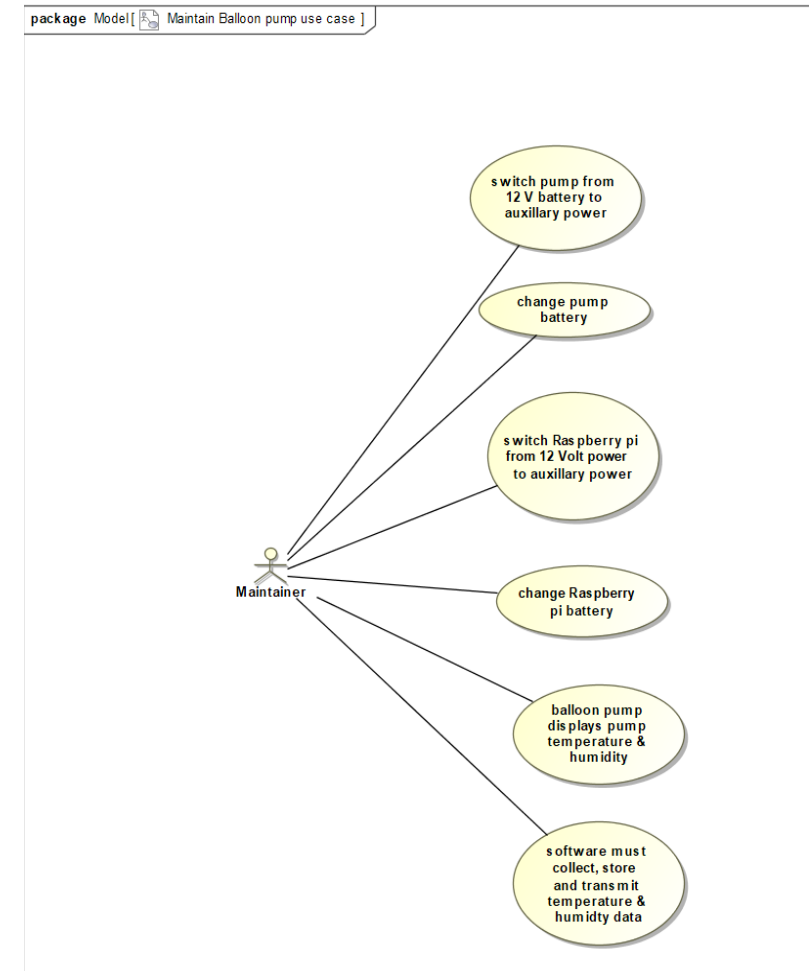 package Model [ Maintain Balloon pump use case ]
switch pump from
12 V battery to
auxillary power
change pump
battery
switch Raspberry pi
from 12 Volt power
to auxillary power
Maintainer
change Raspberry
pi battery
balloon pump
displays pump
temperature &
humidity
software must
collect, store
and transmit
temperature &
humidty data